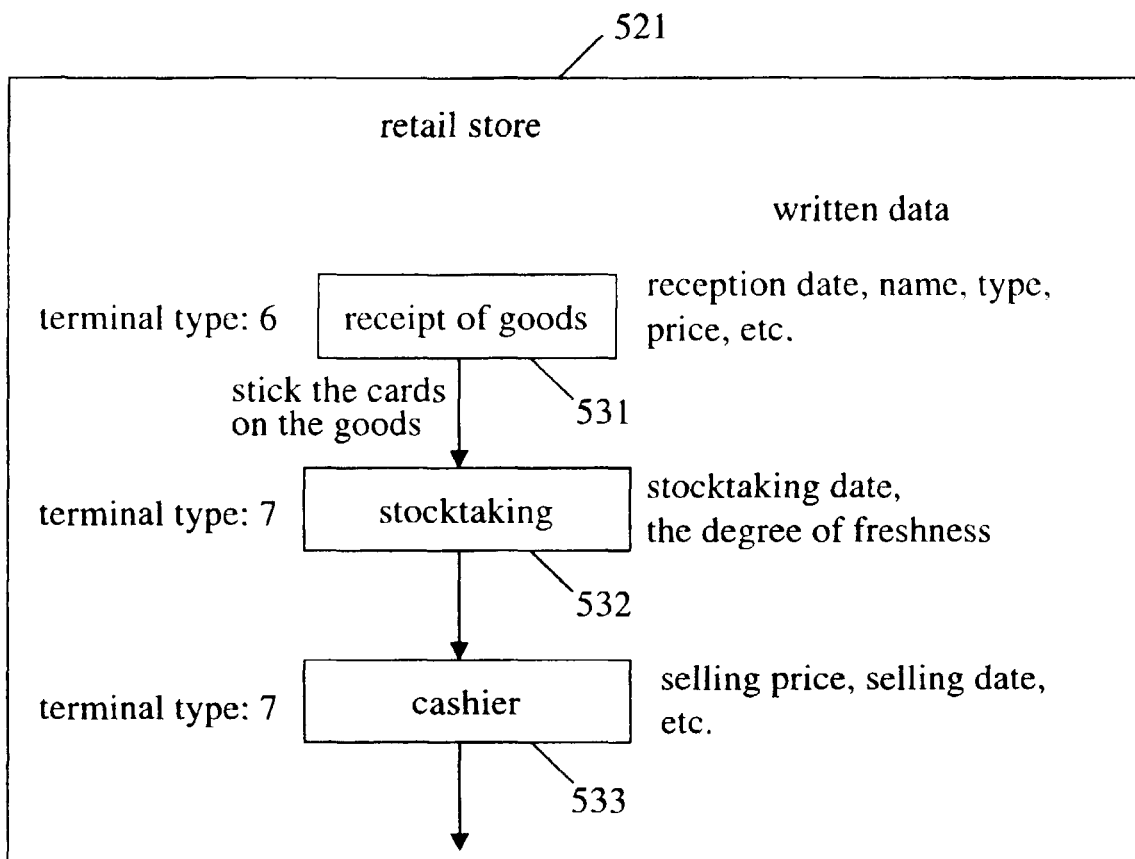 521
retail store
written data
terminal type: 6
receipt of goods
reception date, name, type,
price, etc.
stick the cards
on the goods
531
terminal type: 7
stocktaking
stocktaking date,
the degree of freshness
532
terminal type: 7
cashier
selling price, selling date,
etc.
533